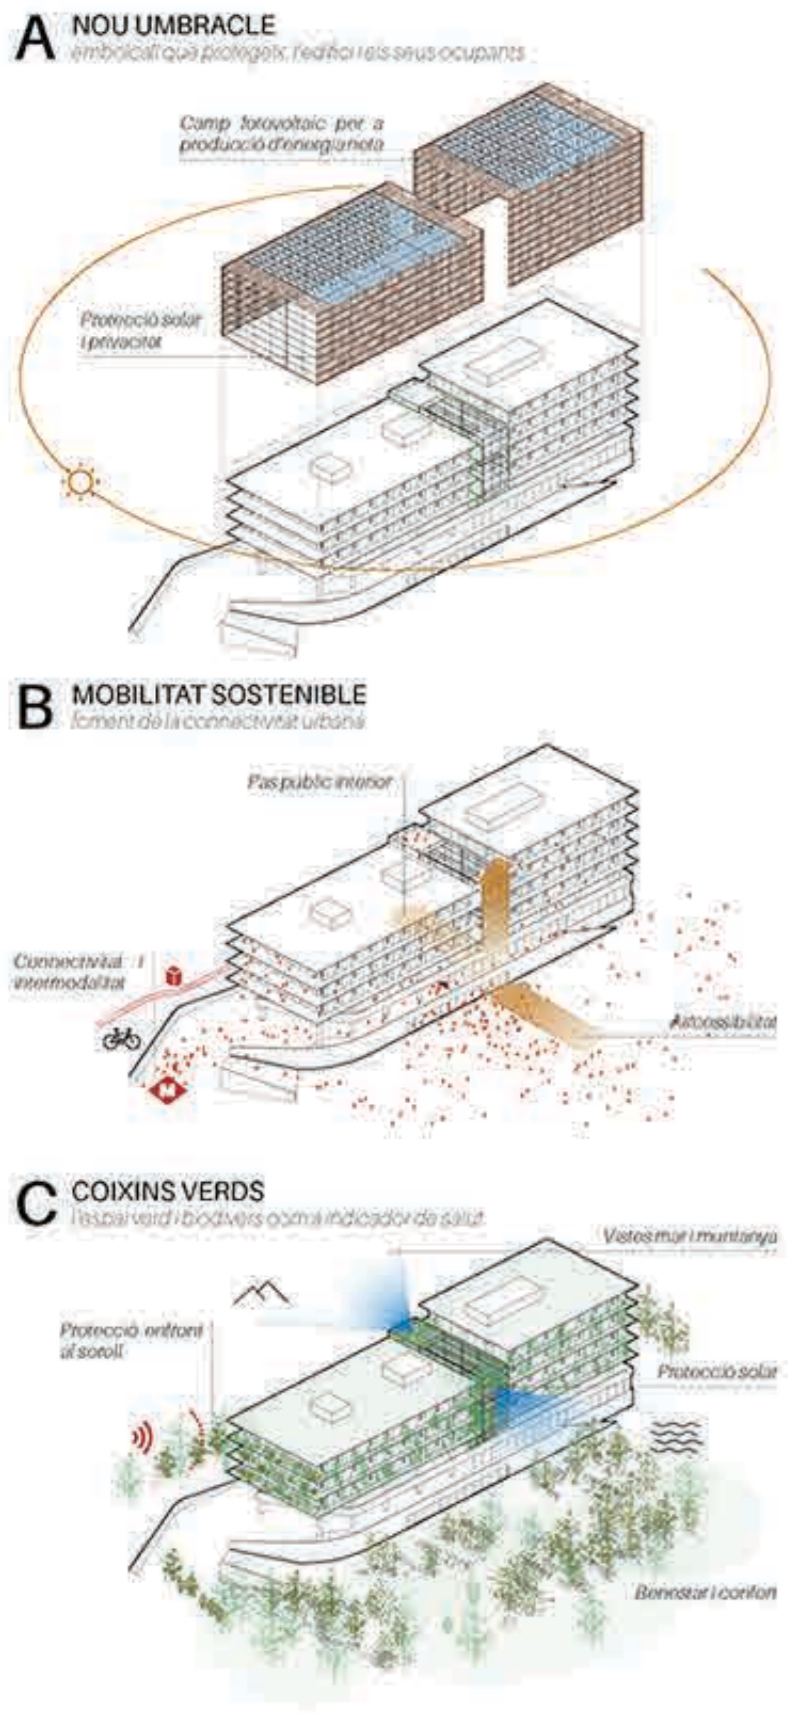 A NOU UMBRACLE
embolcall que protegeix, l'edifici i els seus ocupants
Camp fotovoltaic per a
producció d'energia neta
Protecció solar
i privacitat
B MOBILITAT SOSTENIBLE
foment de la connectivitat urbana
Pas públic interior
Connectivitat i
intermodalitat
M
Accessibilitat
C COIXINS VERDS
l'espai verd i biodivers com a indicador de salut
Vistes mar i muntanya
Protecció enfront
al soroll
Protecció solar
Benestar i confort